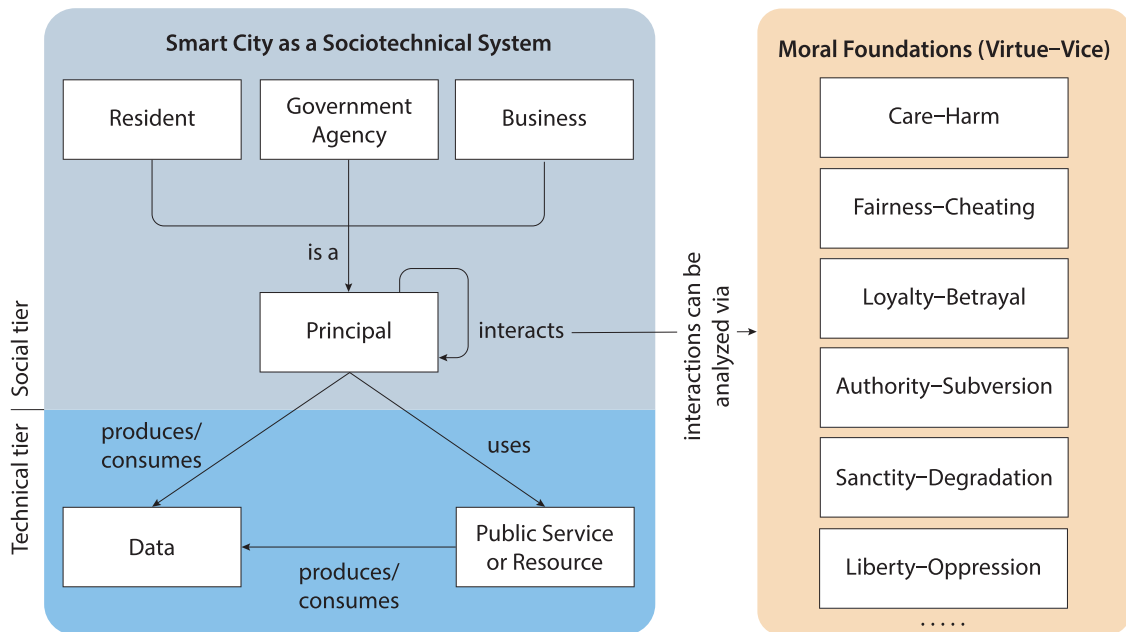 Smart City as a Sociotechnical System
Resident
Government
Agency
Business
is a
Principal
interacts
Social tier
Technical tier
produces/
consumes
uses
Data
Public Service
or Resource
produces/
consumes
interactions can be
analyzed via
Moral Foundations (Virtue–Vice)
Care–Harm
Fairness–Cheating
Loyalty–Betrayal
Authority–Subversion
Sanctity–Degradation
Liberty–Oppression
.....